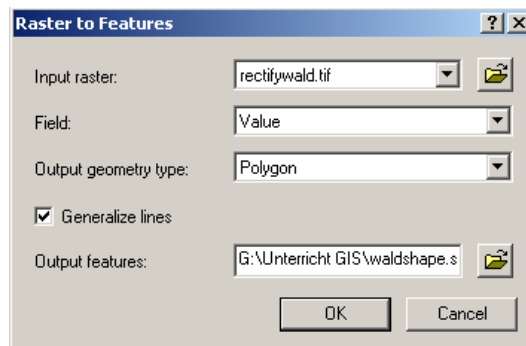 Raster to Features
Input raster: rectifywald.tif
Field: Value
Output geometry type: Polygon
Generalize lines
Output features: G:\Unterricht GIS\waldshape.s
OK Cancel